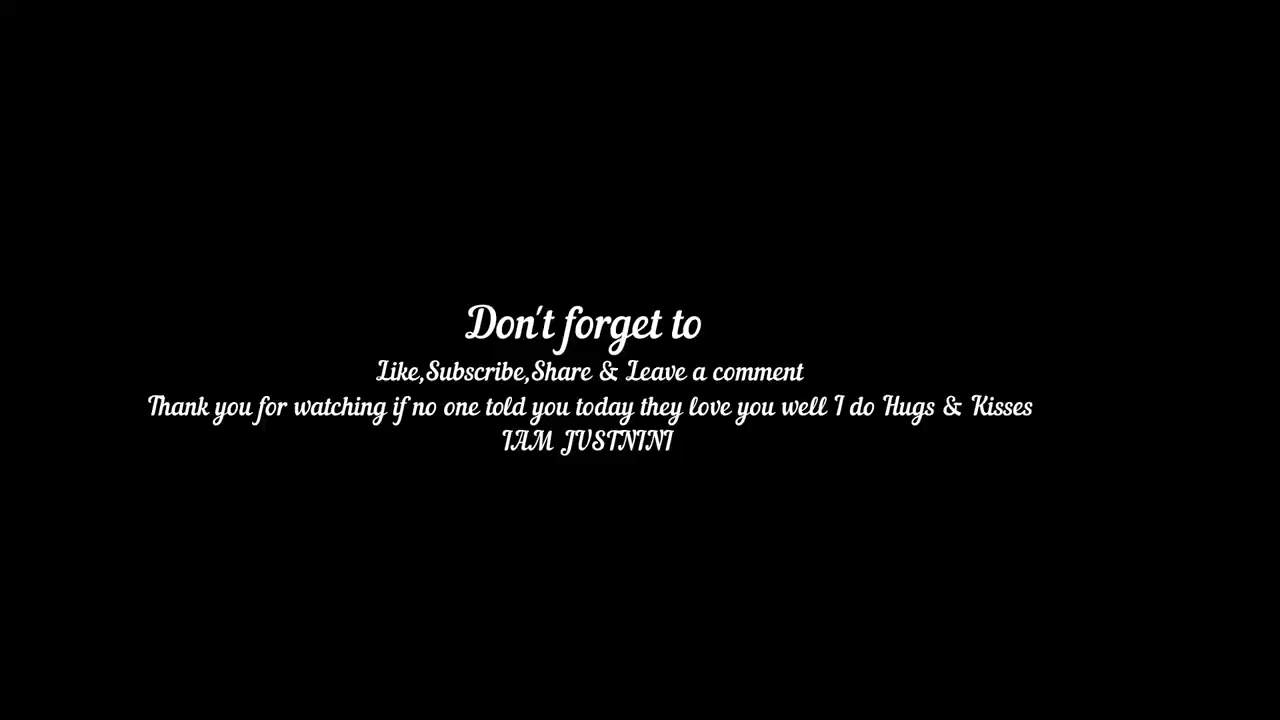 Don't forget to
Like,Subscribe,Share & Leave a comment
Thank you for watching if no one told you today they love you well I do Hugs & Kisses
IAM JUSTNINI